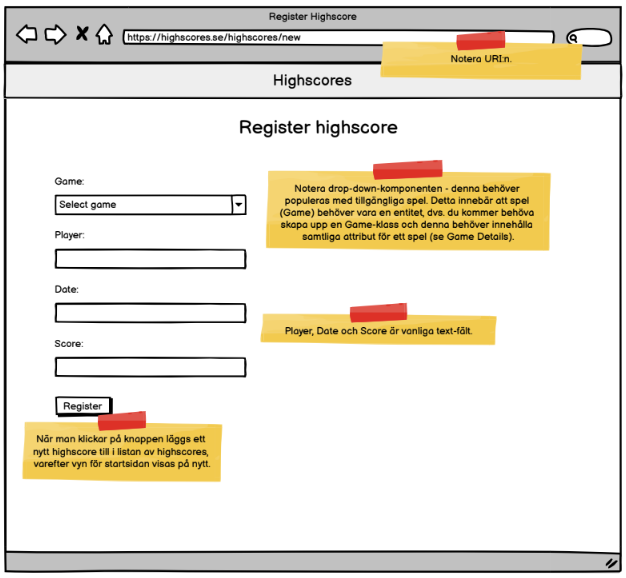 Register Highscore
https://highscores.se/highscores/new
Notera URI:n.
Highscores
Register highscore
Game:
Select game
Notera drop-down-komponenten - denna behöver
populeras med tillgängliga spel. Detta innebär att spel
(Game) behöver vara en entitet, dvs. du kommer behöva
skapa upp en Game-klass och denna behöver innehålla
samtliga attribut för ett spel (se Game Details).
Player:
Date:
Player, Date och Score är vanliga text-fält.
Score:
Register
När man klickar på knappen läggs ett
nytt highscore till i listan av highscores,
varefter vyn för startsidan visas på nytt.